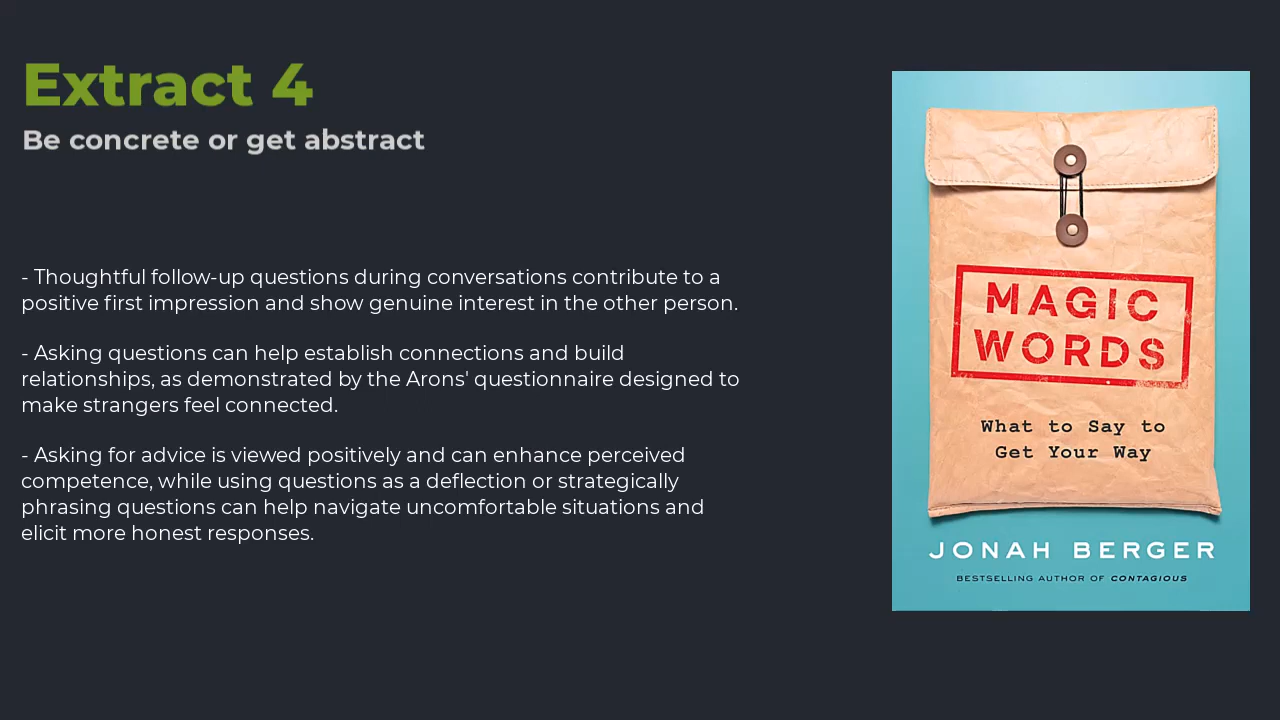 Extract 4
Be concrete or get abstract
- Thoughtful follow-up questions during conversations contribute to a
positive first impression and show genuine interest in the other person.
- Asking questions can help establish connections and build
relationships, as demonstrated by the Arons' questionnaire designed to
make strangers feel connected.
- Asking for advice is viewed positively and can enhance perceived
competence, while using questions as a deflection or strategically
phrasing questions can help navigate uncomfortable situations and
elicit more honest responses.
MAGIC
WORDS
What to Say to
Get Your Way
JONAH BERGER
BESTSELLING AUTHOR OF CONTAGIOUS